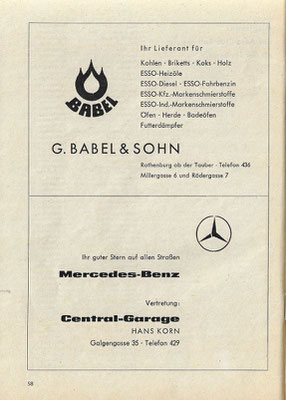 BABEL
Ihr Lieferant für
Kohlen - Briketts - Koks - Holz
ESSO-Heizöle
ESSO-Diesel - ESSO-Fahrbenzin
ESSO-Kfz.-Markenschmierstoffe
ESSO-Ind.-Markenschmierstoffe
Öfen - Herde - Badeöfen
Futterdämpfer
G. BABEL & SOHN
Rothenburg ob der Tauber - Telefon 436
Millergasse 6 und Rödergasse 7
Ihr guter Stern auf allen Straßen
Mercedes-Benz
Vertretung:
Central-Garage
HANS KORN
Galgengasse 35 - Telefon 429
58